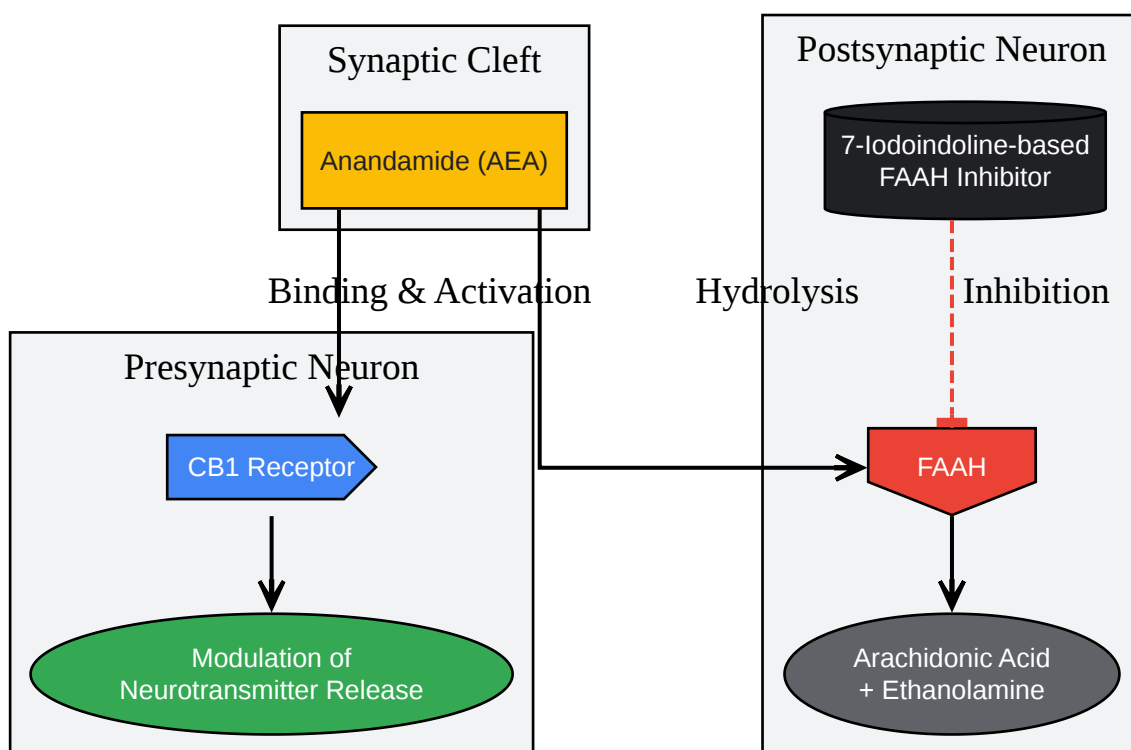 Synaptic Cleft
Anandamide (AEA)
Postsynaptic Neuron
7-Iodoindoline-based
FAAH Inhibitor
Binding & Activation
Hydrolysis
Inhibition
Presynaptic Neuron
CB1 Receptor
FAAH
Modulation of
Neurotransmitter Release
Arachidonic Acid
+ Ethanolamine